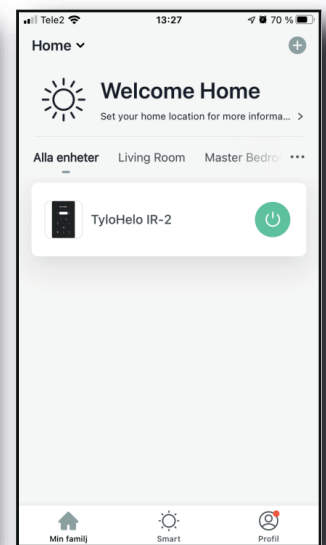 Tele2 13:27 70 %
Home
Welcome Home
Set your home location for more informa...
Alla enheter Living Room Master Bedro
TyloHelo IR-2
Min familj Smart Profil